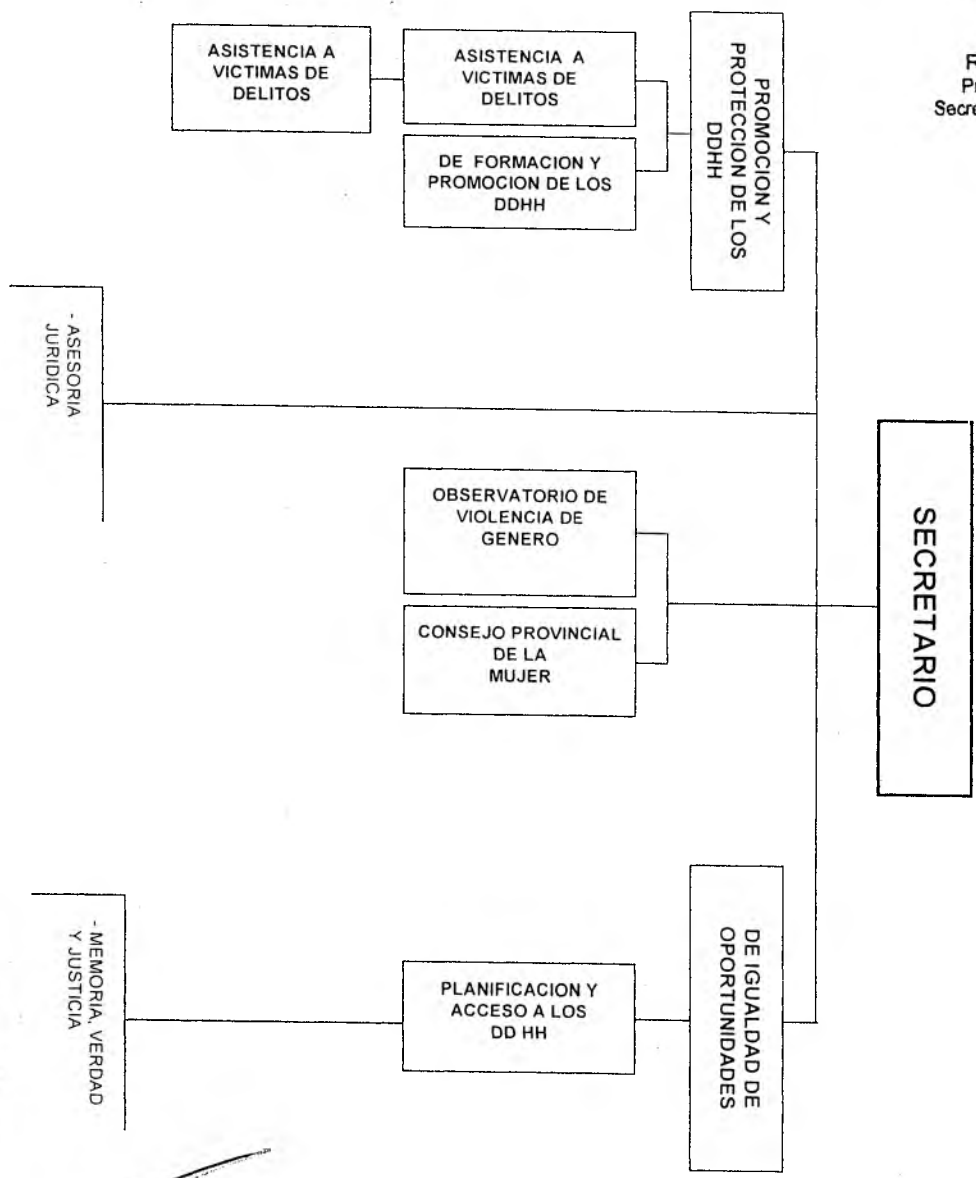 ASISTENCIA A
VICTIMAS DE
DELITOS
ASISTENCIA A
VICTIMAS DE
DELITOS
DE FORMACION Y
PROMOCION DE LOS
DDHH
PROMOCION Y
PROTECCION DE LOS
DDHH
- ASESORIA
JURIDICA
OBSERVATORIO DE
VIOLENCIA DE
GENERO
CONSEJO PROVINCIAL
DE LA
MUJER
SECRETARIO
- MEMORIA, VERDAD
Y JUSTICIA
PLANIFICACION Y
ACCESO A LOS
DD HH
DE IGUALDAD DE
OPORTUNIDADES